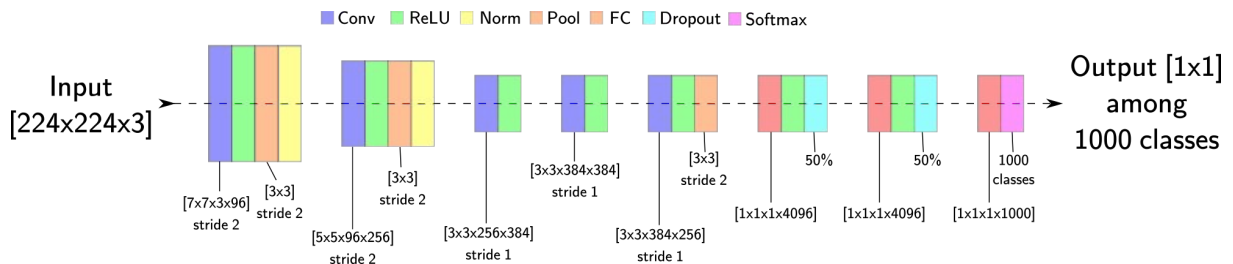 Conv ReLU Norm Pool FC Dropout Softmax
Input
[224x224x3]
[7x7x3x96]
stride 2
[3x3]
stride 2
[5x5x96x256]
stride 2
[3x3]
stride 2
[3x3x256x384]
stride 1
[3x3x384x384]
stride 1
[3x3x384x256]
stride 1
[3x3]
stride 2
[1x1x1x4096]
50%
[1x1x1x4096]
50%
[1x1x1x1000]
1000
classes
Output [1x1]
among
1000 classes